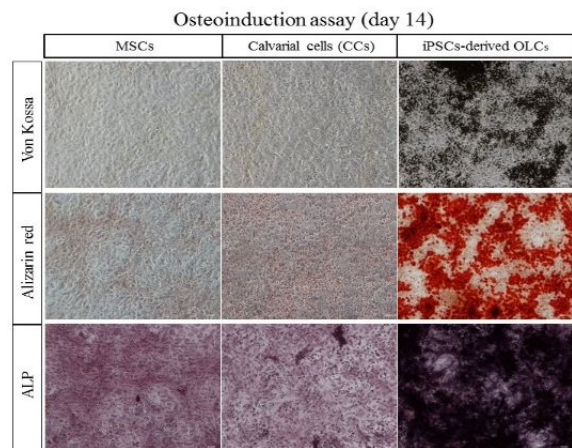 Osteoinduction assay (day 14)
MSCs
Calvarial cells (CCs)
iPSCs-derived OLCs
Von Kossa
Alizarin red
ALP